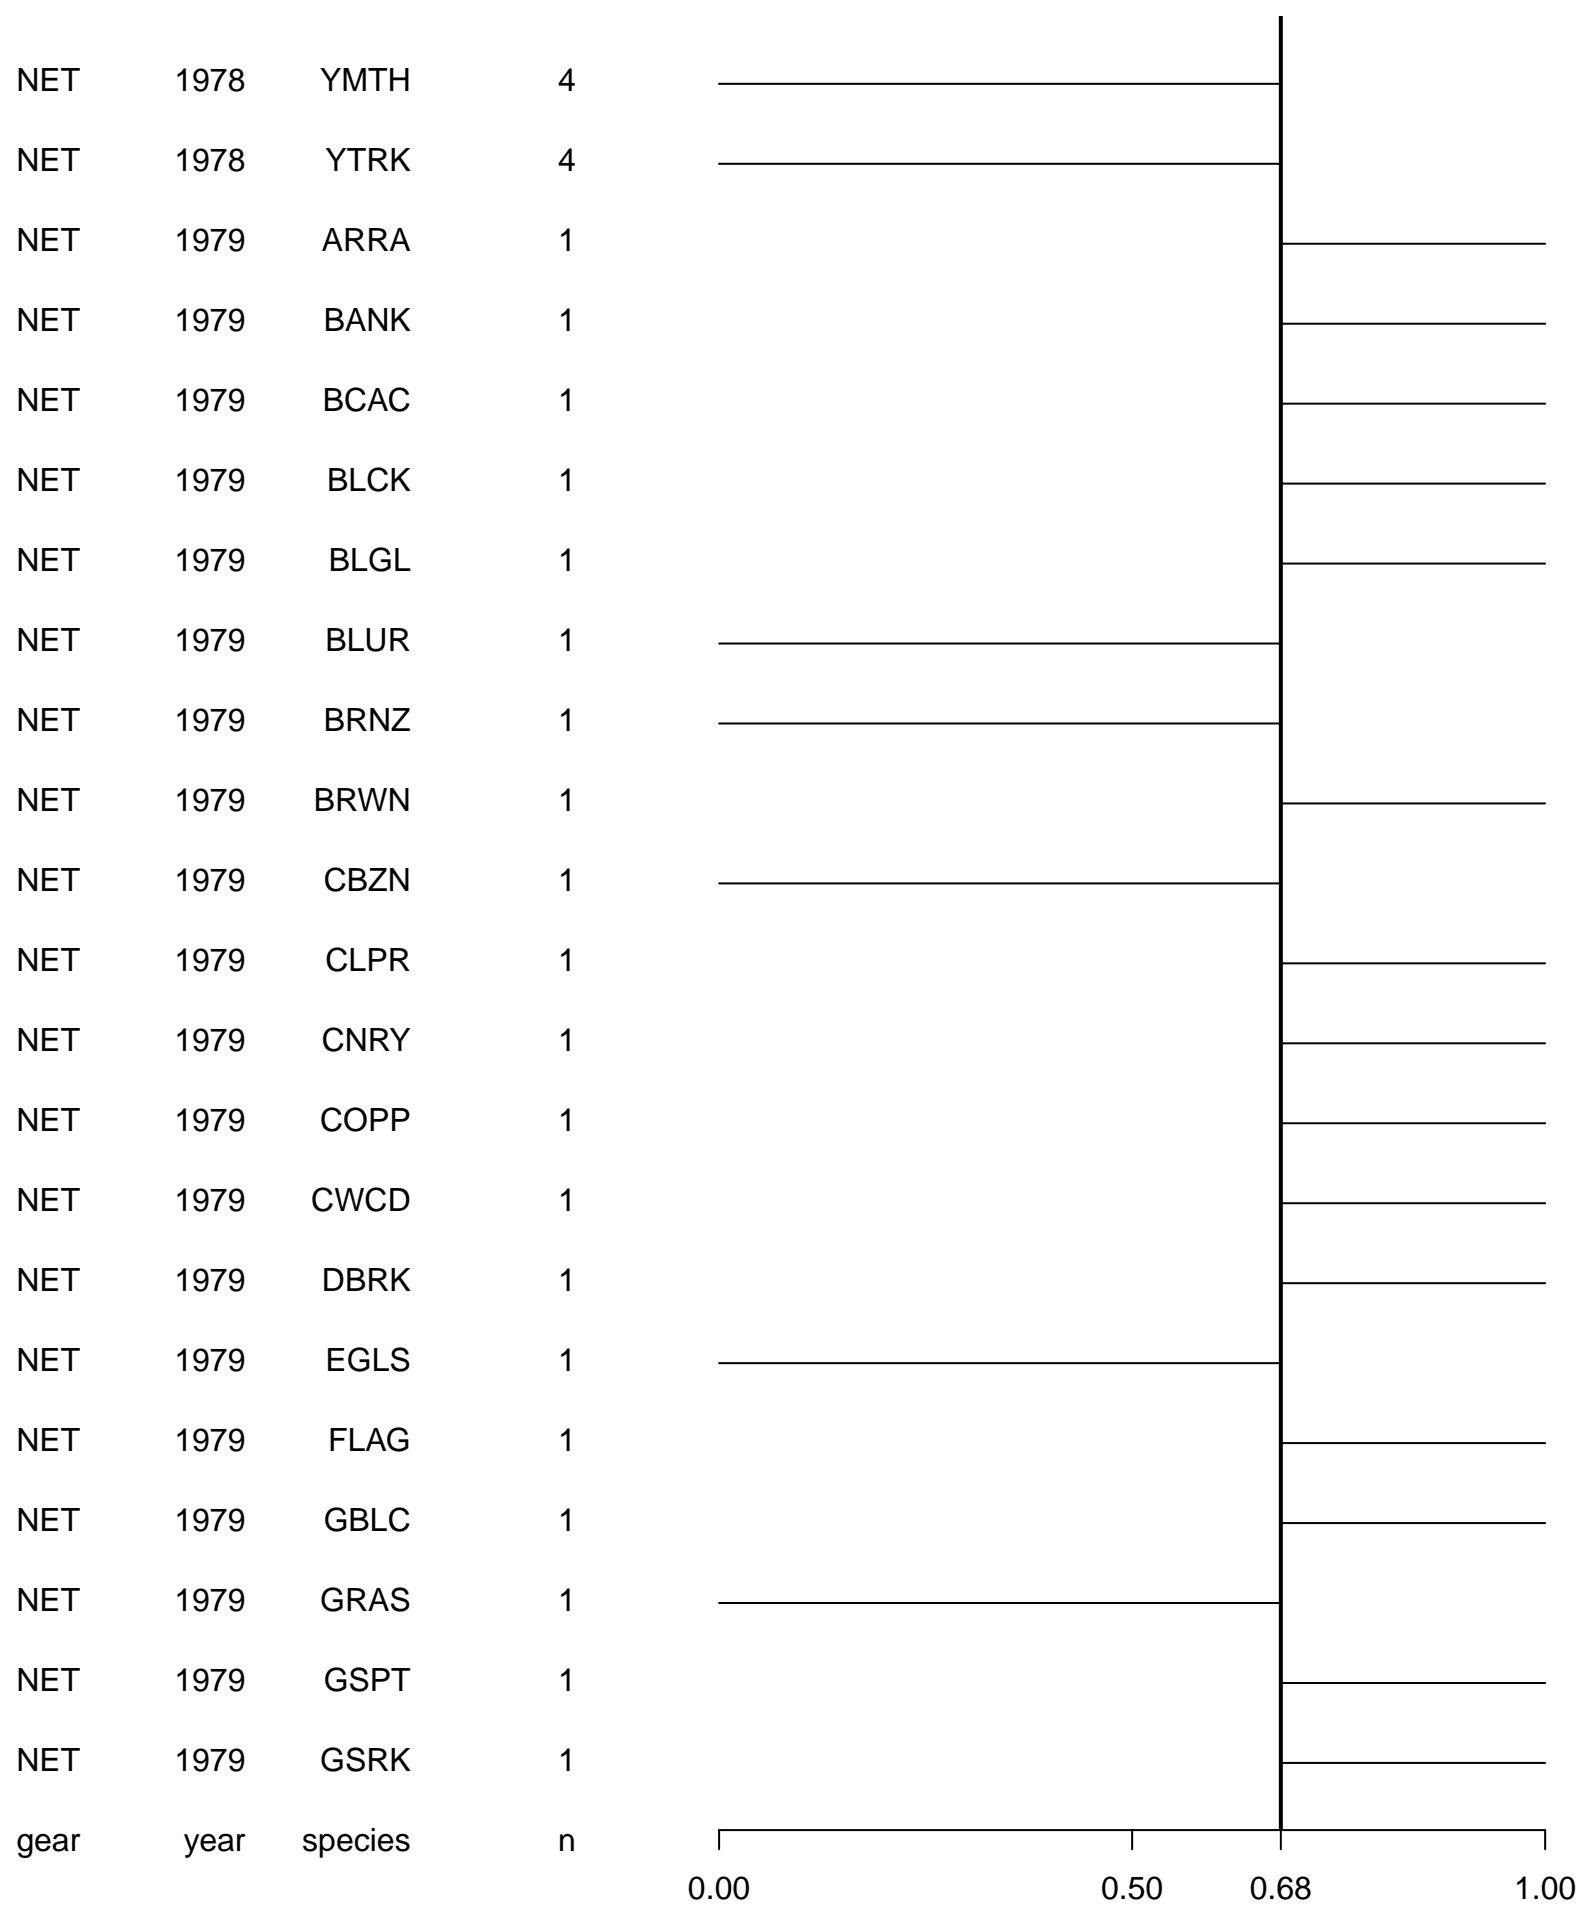 NET 1978 YMTH 4
NET 1978 YTRK 4
NET 1979 ARRA 1
NET 1979 BANK 1
NET 1979 BCAC 1
NET 1979 BLCK 1
NET 1979 BLGL 1
NET 1979 BLUR 1
NET 1979 BRNZ 1
NET 1979 BRWN 1
NET 1979 CBZN 1
NET 1979 CLPR 1
NET 1979 CNRY 1
NET 1979 COPP 1
NET 1979 CWCD 1
NET 1979 DBRK 1
NET 1979 EGLS 1
NET 1979 FLAG 1
NET 1979 GBLC 1
NET 1979 GRAS 1
NET 1979 GSPT 1
NET 1979 GSRK 1
gear year species n
0.00 0.50 0.68 1.00